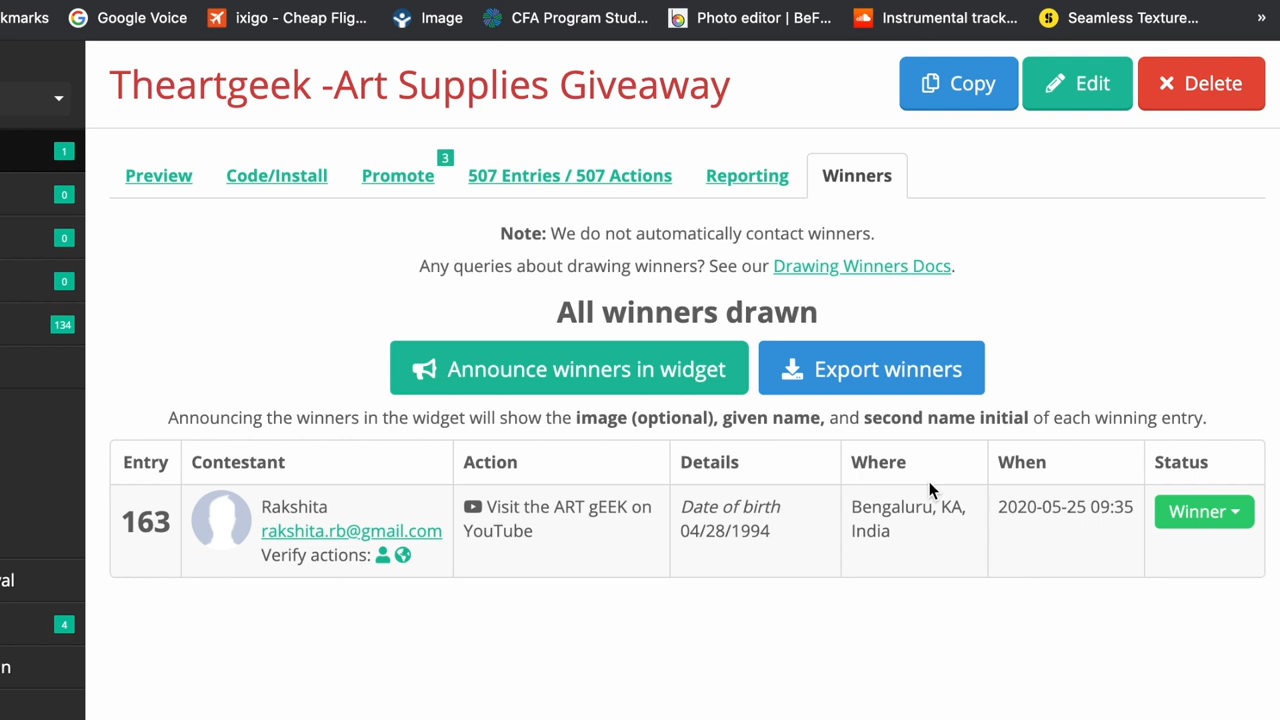 kmarks Google Voice ixigo - Cheap Flig... Image CFA Program Stud... Photo editor | BeF... Instrumental track... Seamless Texture... »
Theartgeek -Art Supplies Giveaway
Copy Edit Delete
1
0
0
0
134
al
4
n
3
Preview Code/Install Promote 507 Entries / 507 Actions Reporting Winners
Note: We do not automatically contact winners.
Any queries about drawing winners? See our Drawing Winners Docs.
All winners drawn
Announce winners in widget Export winners
Announcing the winners in the widget will show the image (optional), given name, and second name initial of each winning entry.
Entry Contestant Action Details Where When Status
163
Rakshita
rakshita.rb@gmail.com
Verify actions:
Visit the ART gEEK on
YouTube
Date of birth
04/28/1994
Bengaluru, KA,
India
2020-05-25 09:35
Winner